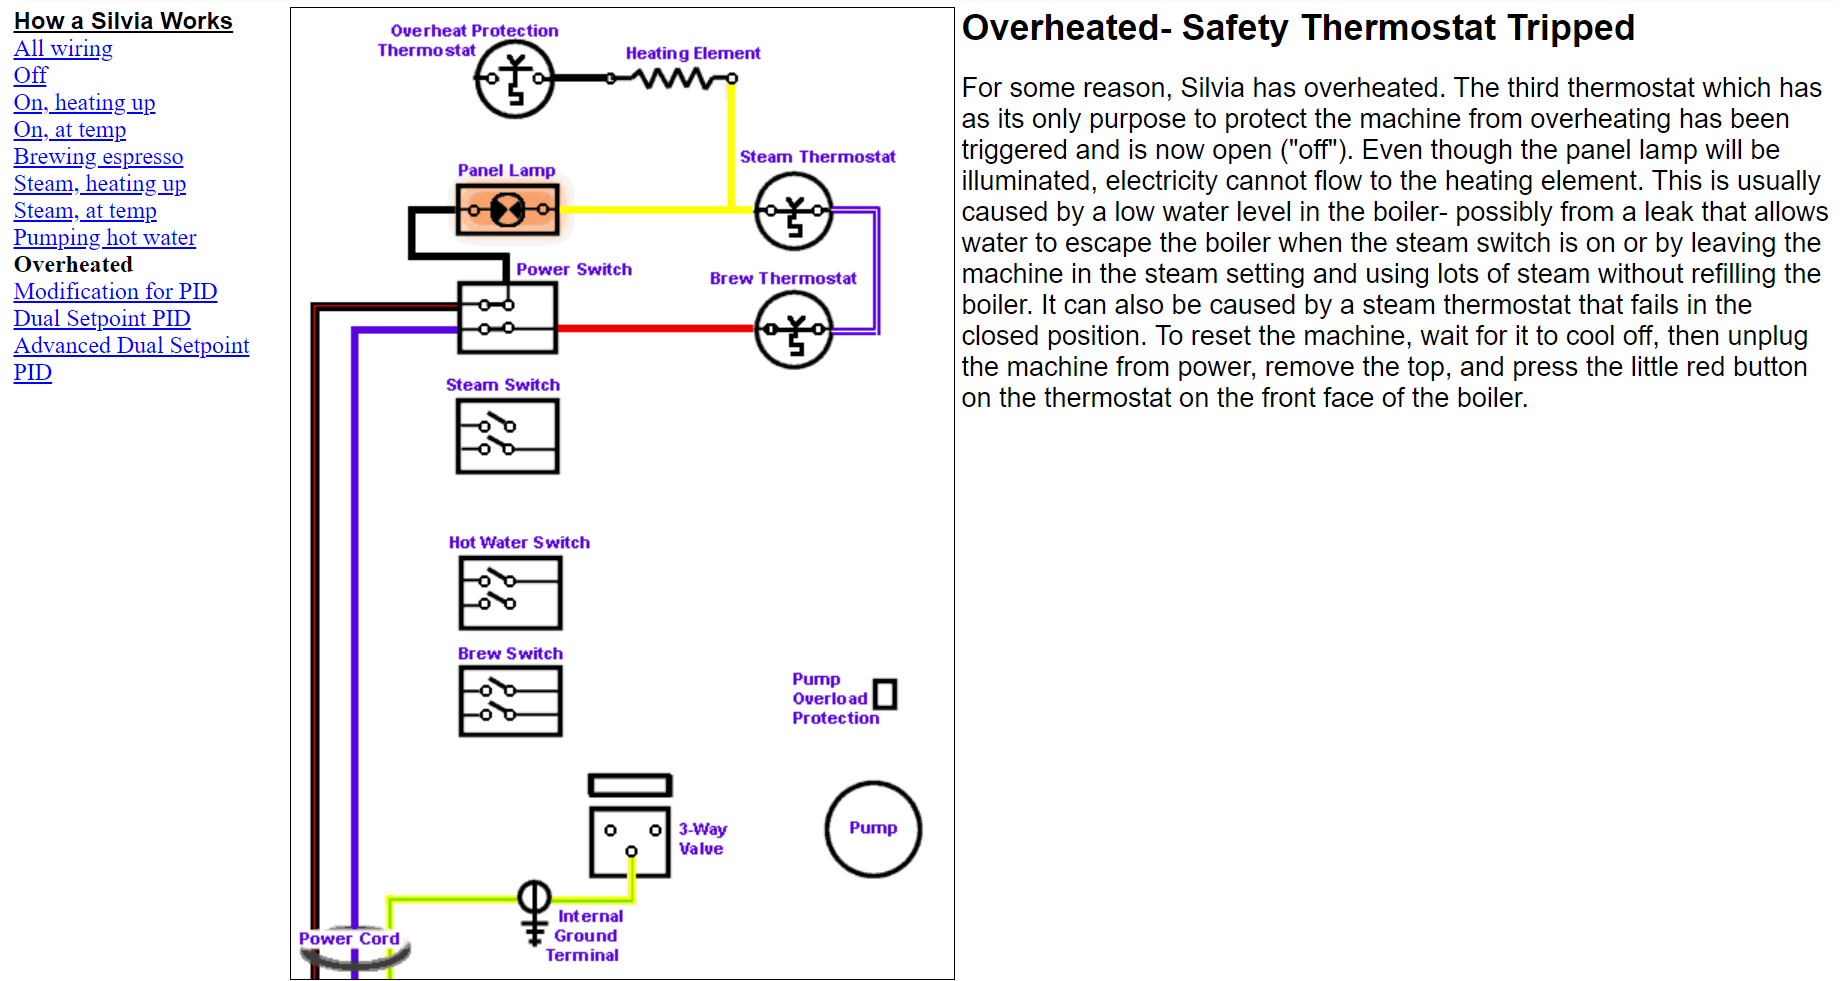 How a Silvia Works
All wiring
Off
On, heating up
On, at temp
Brewing espresso
Steam, heating up
Steam, at temp
Pumping hot water
Overheated
Modification for PID
Dual Setpoint PID
Advanced Dual Setpoint
PID
Overheat Protection
Thermostat
Heating Element
Steam Thermostat
Panel Lamp
Power Switch
Brew Thermostat
Steam Switch
Hot Water Switch
Brew Switch
Pump
Overload
Protection
3-Way
Valve
Pump
Internal
Ground
Terminal
Power Cord
Overheated- Safety Thermostat Tripped
For some reason, Silvia has overheated. The third thermostat which has
as its only purpose to protect the machine from overheating has been
triggered and is now open ("off"). Even though the panel lamp will be
illuminated, electricity cannot flow to the heating element. This is usually
caused by a low water level in the boiler- possibly from a leak that allows
water to escape the boiler when the steam switch is on or by leaving the
machine in the steam setting and using lots of steam without refilling the
boiler. It can also be caused by a steam thermostat that fails in the
closed position. To reset the machine, wait for it to cool off, then unplug
the machine from power, remove the top, and press the little red button
on the thermostat on the front face of the boiler.